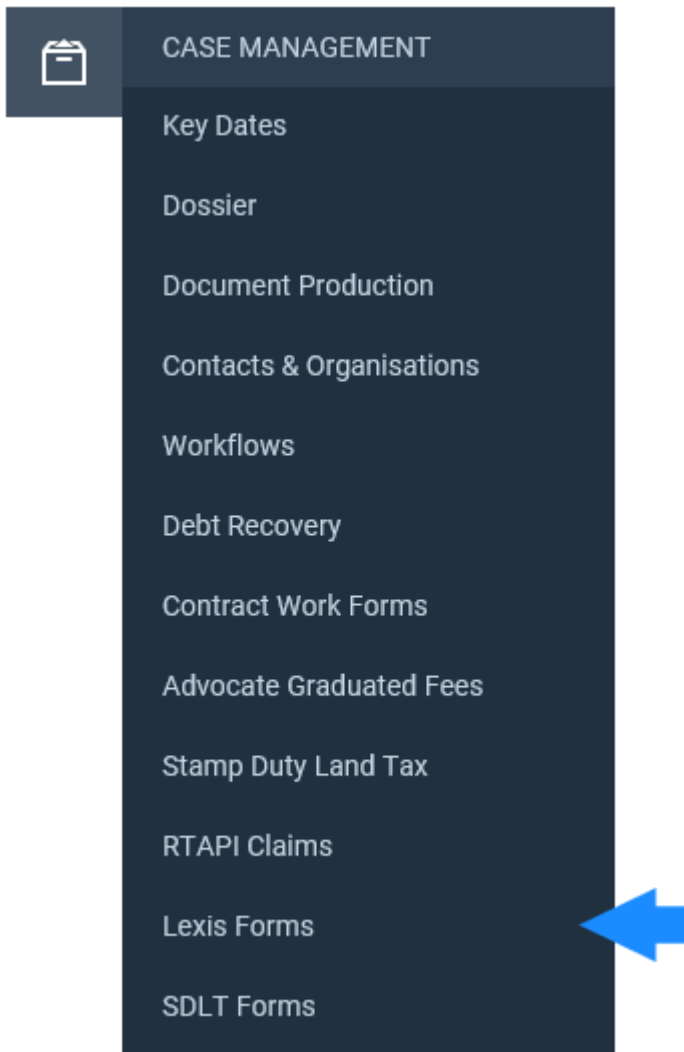 CASE MANAGEMENT
Key Dates
Dossier
Document Production
Contacts & Organisations
Workflows
Debt Recovery
Contract Work Forms
Advocate Graduated Fees
Stamp Duty Land Tax
RTAPI Claims
Lexis Forms
SDLT Forms